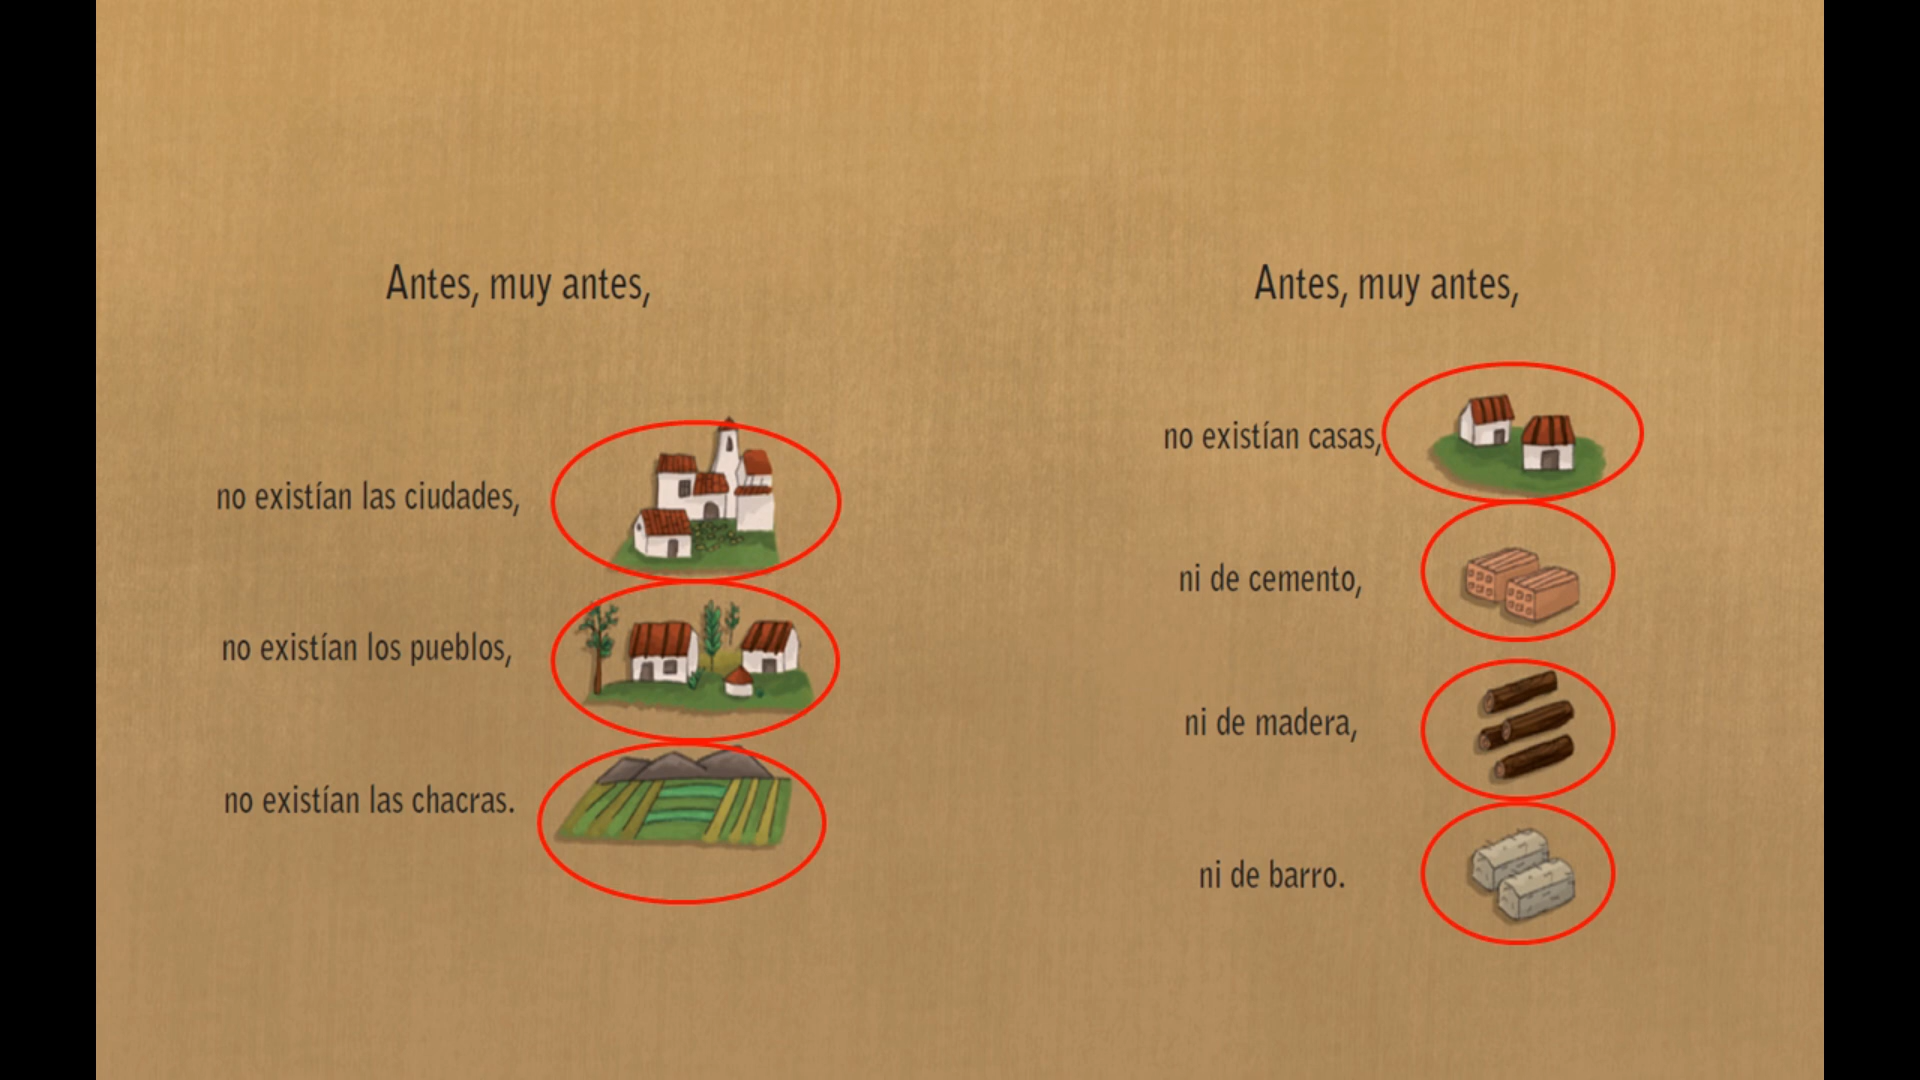 Antes, muy antes,
no existían las ciudades,
no existían los pueblos,
no existían las chacras.
Antes, muy antes,
no existían casas,
ni de cemento,
ni de madera,
ni de barro.